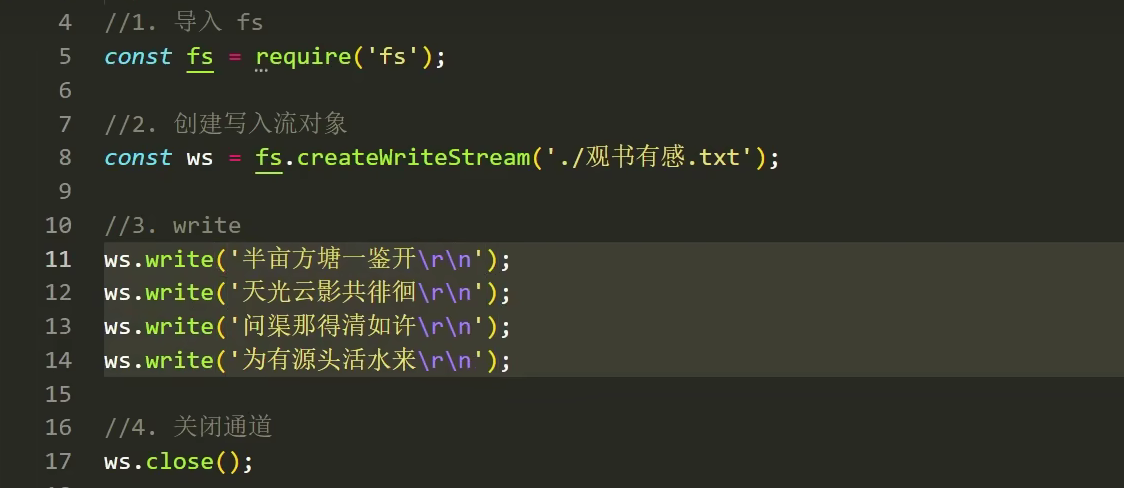 4 //1. 导入 fs
5 const fs = require('fs');
6
7 //2. 创建写入流对象
8 const ws = fs.createWriteStream('./观书有感.txt');
9
10 //3. write
11 ws.write('半亩方塘一鉴开\r\n');
12 ws.write('天光云影共徘徊\r\n');
13 ws.write('问渠那得清如许\r\n');
14 ws.write('为有源头活水来\r\n');
15
16 //4. 关闭通道
17 ws.close();